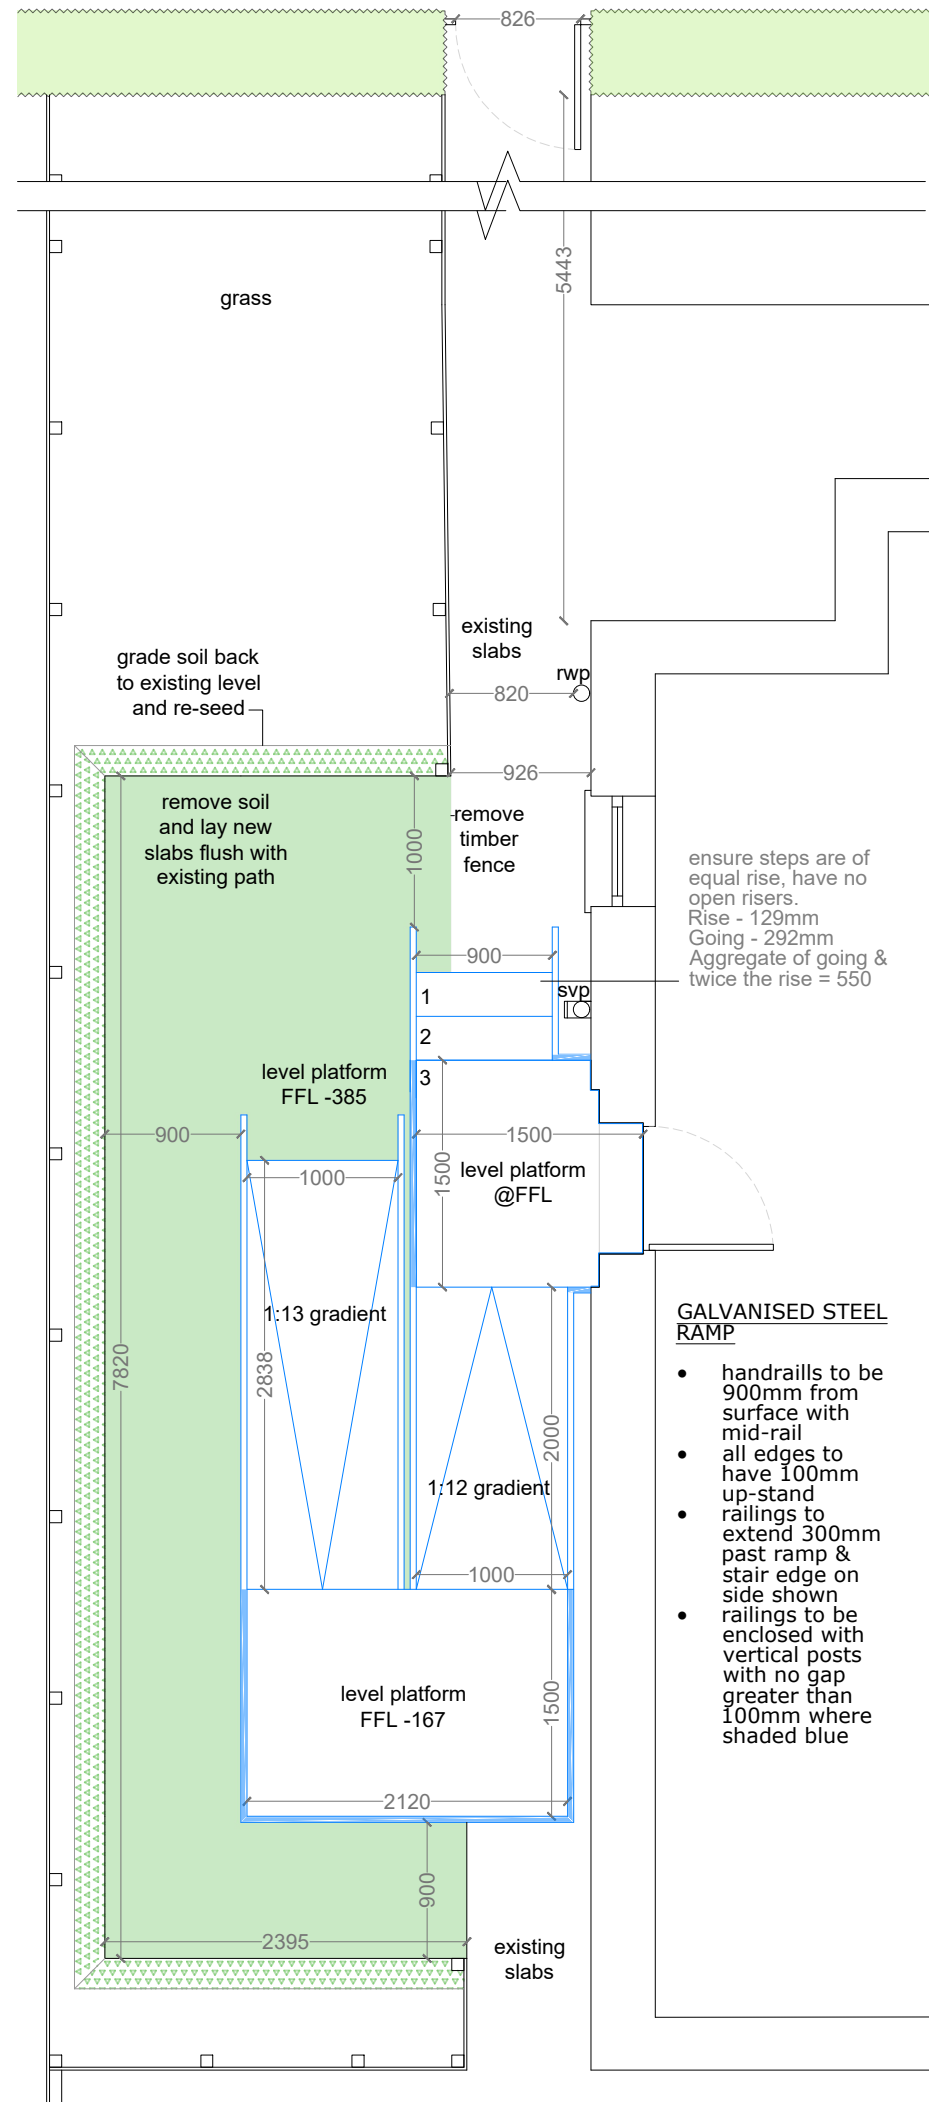 826
5443
grass
existing
slabs
rwp
grade soil back
to existing level
and re-seed
820
926
remove soil
and lay new
slabs flush with
existing path
1000
remove
timber
fence
ensure steps are of
equal rise, have no
open risers.
Rise - 129mm
Going - 292mm
Aggregate of going &
twice the rise = 550
900
svp
1
2
3
level platform
FFL -385
900
1500
1500
level platform
@FFL
1000
1:13 gradient
2838
7820
2000
1:12 gradient
1000
GALVANISED STEEL
RAMP
• handraills to be
900mm from
surface with
mid-rail
• all edges to
have 100mm
up-stand
• railings to
extend 300mm
past ramp &
stair edge on
side shown
• railings to be
enclosed with
vertical posts
with no gap
greater than
100mm where
shaded blue
level platform
FFL -167
1500
2120
900
2395
existing
slabs